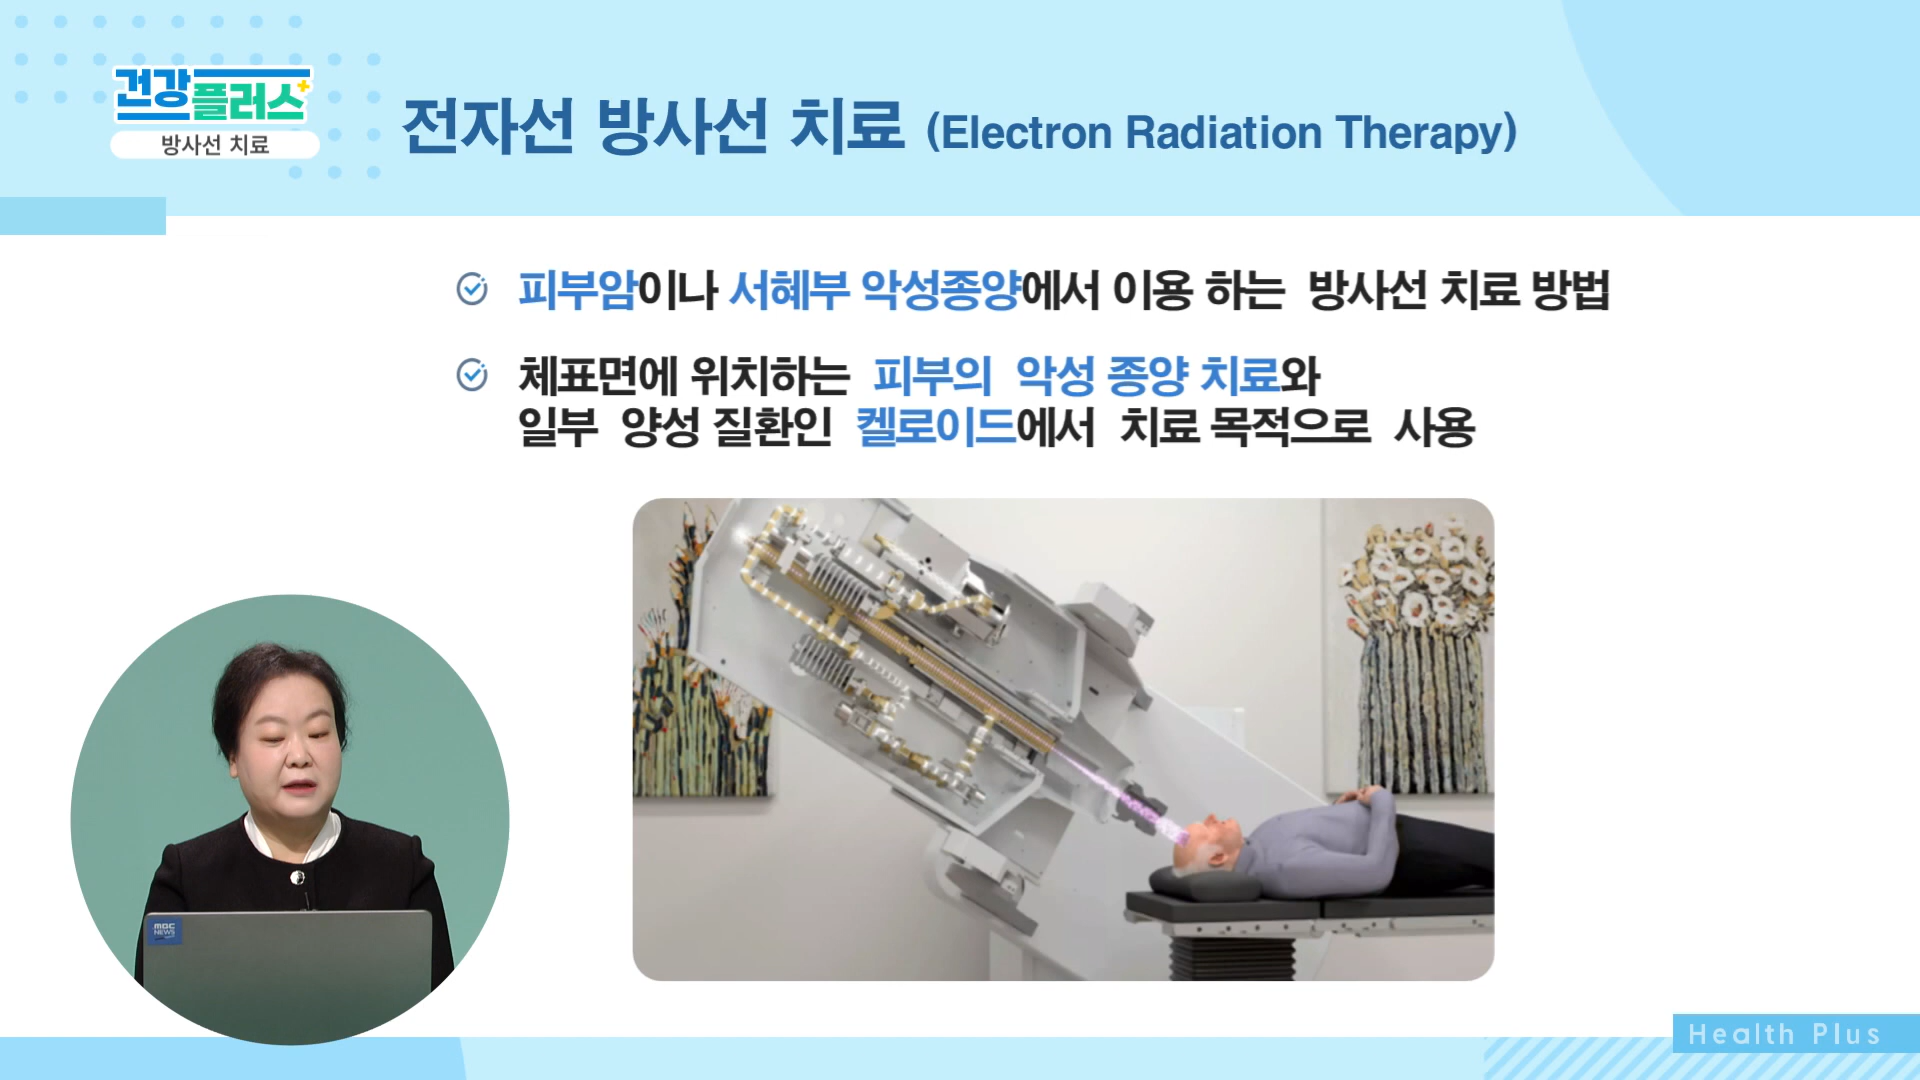 건강플러스+
방사선 치료
전자선 방사선 치료 (Electron Radiation Therapy)
피부암이나 서혜부 악성종양에서 이용 하는 방사선 치료 방법
체표면에 위치하는 피부의 악성 종양 치료와
일부 양성 질환인 켈로이드에서 치료 목적으로 사용
MBC
NEWS
Health Plus